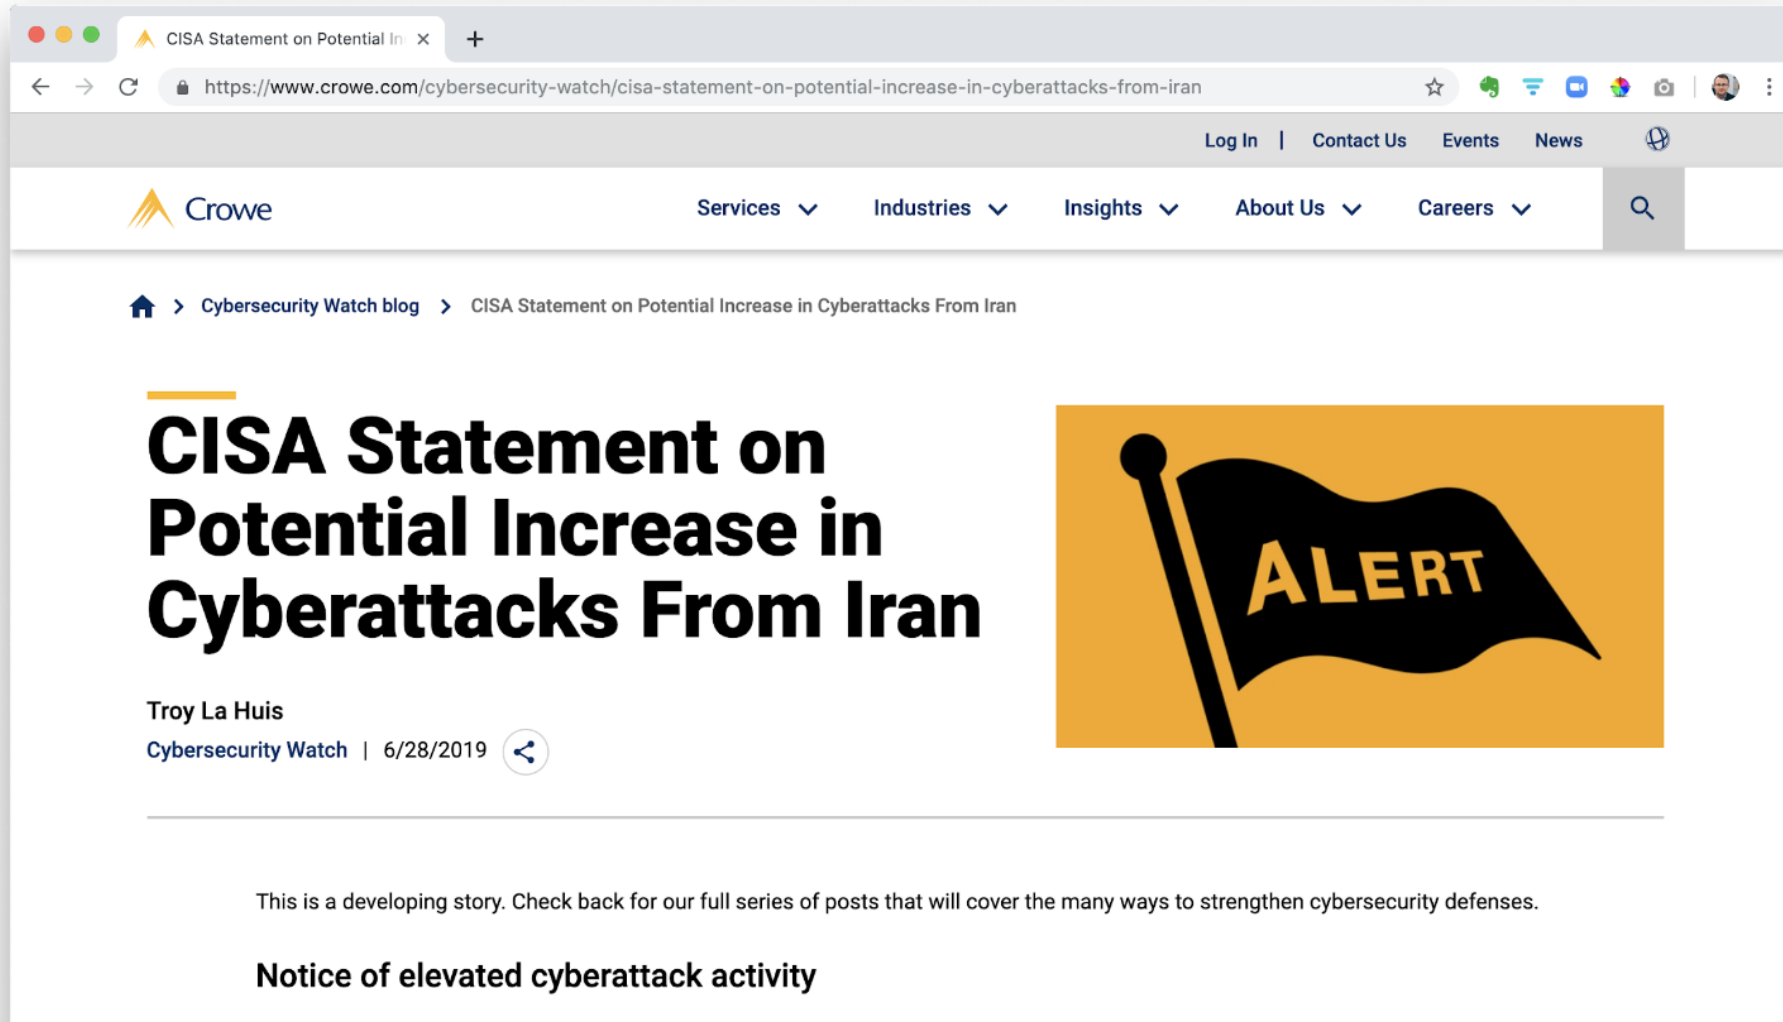 CISA Statement on Potential In
https://www.crowe.com/cybersecurity-watch/cisa-statement-on-potential-increase-in-cyberattacks-from-iran
Log In | Contact Us Events News
Crowe Services Industries Insights About Us Careers
Cybersecurity Watch blog CISA Statement on Potential Increase in Cyberattacks From Iran
CISA Statement on
Potential Increase in
Cyberattacks From Iran
ALERT
Troy La Huis
Cybersecurity Watch | 6/28/2019
This is a developing story. Check back for our full series of posts that will cover the many ways to strengthen cybersecurity defenses.
Notice of elevated cyberattack activity